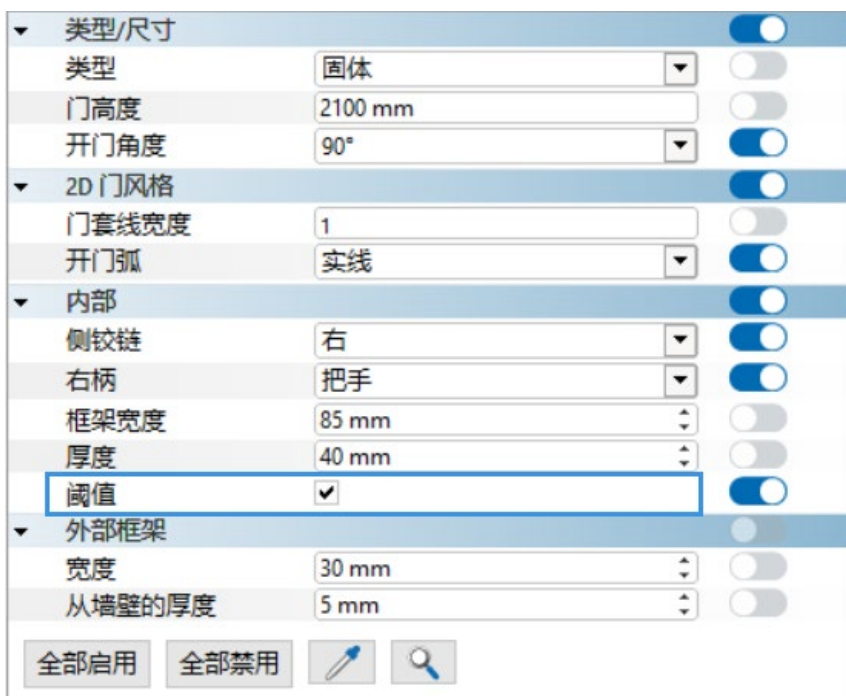 类型/尺寸
类型 固体
门高度 2100 mm
开门角度 90°
2D 门风格
门套线宽度 1
开门弧 实线
内部
侧铰链 右
右柄 把手
框架宽度 85 mm
厚度 40 mm
阈值
外部框架
宽度 30 mm
从墙壁的厚度 5 mm
全部启用 全部禁用